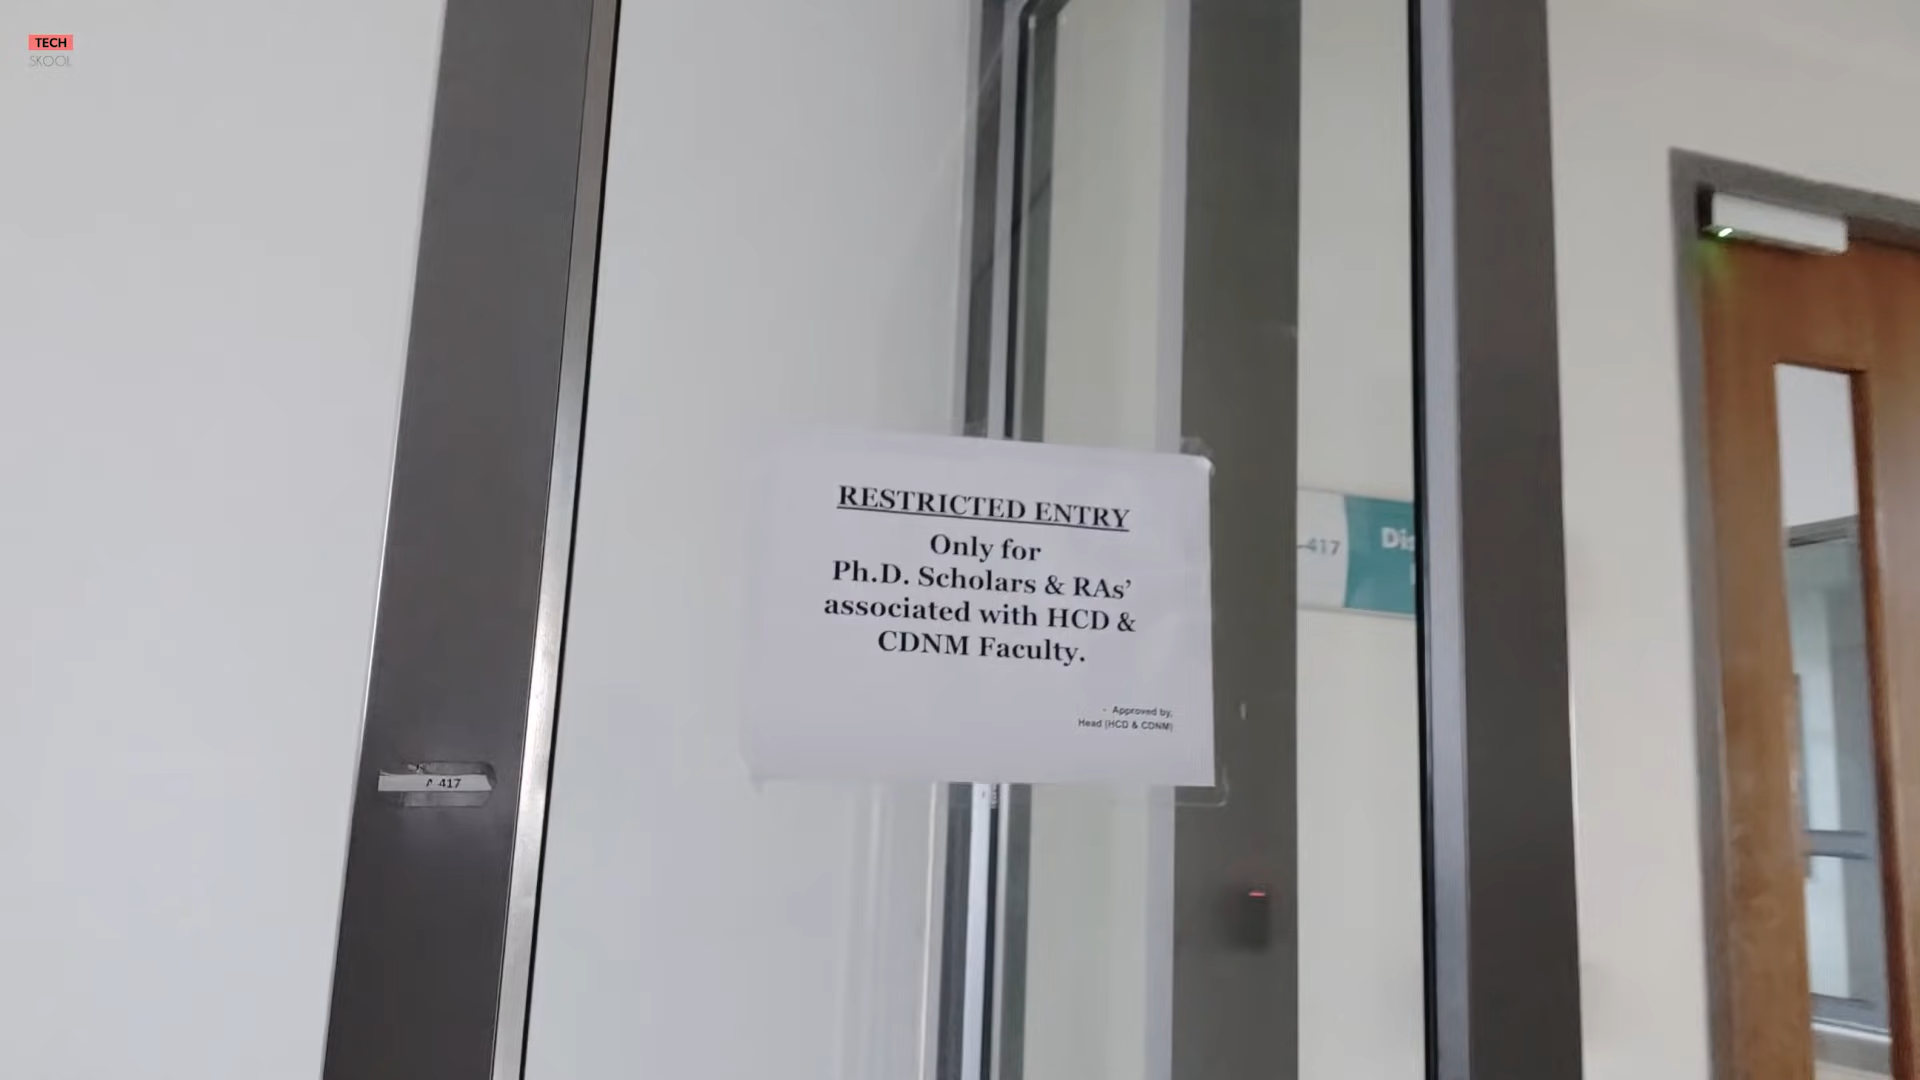 TECH
SKOOL
RESTRICTED ENTRY
Only for
Ph.D. Scholars & RAs’
associated with HCD &
CDNM Faculty.
- Approved by,
Head (HCD & CDNM)
-417
417